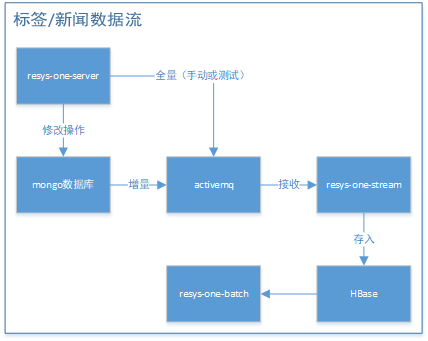 标签/新闻数据流
resys-one-server
全量（手动或测试）
修改操作
mongo数据库
增量
activemq
接收
resys-one-stream
存入
resys-one-batch
HBase